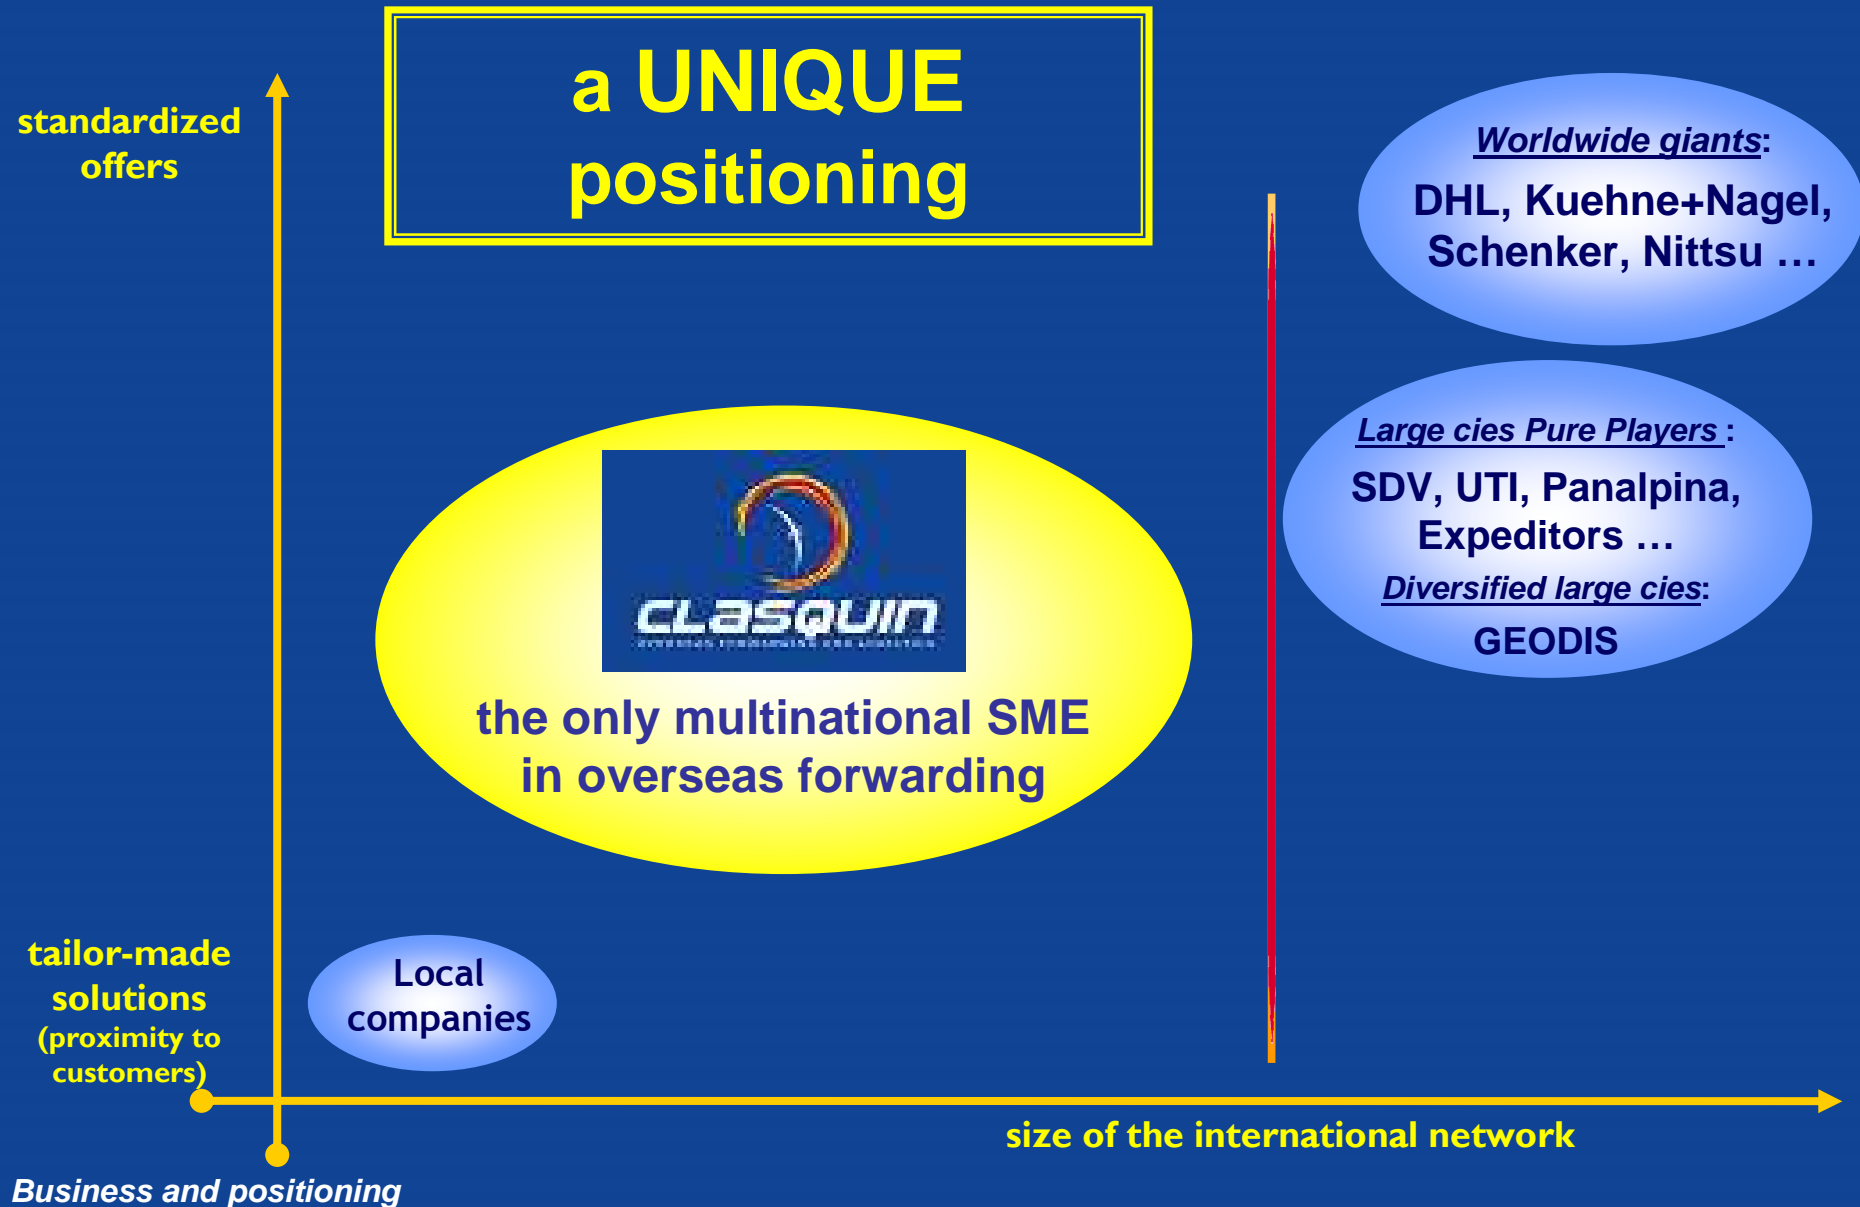 a UNIQUE
positioning
standardized
offers
Worldwide giants:
DHL, Kuehne+Nagel,
Schenker, Nittsu …
Large cies Pure Players :
SDV, UTI, Panalpina,
Expeditors …
Diversified large cies:
GEODIS
CLASQUIN
the only multinational SME
in overseas forwarding
tailor-made
solutions
(proximity to
customers)
Local
companies
size of the international network
Business and positioning